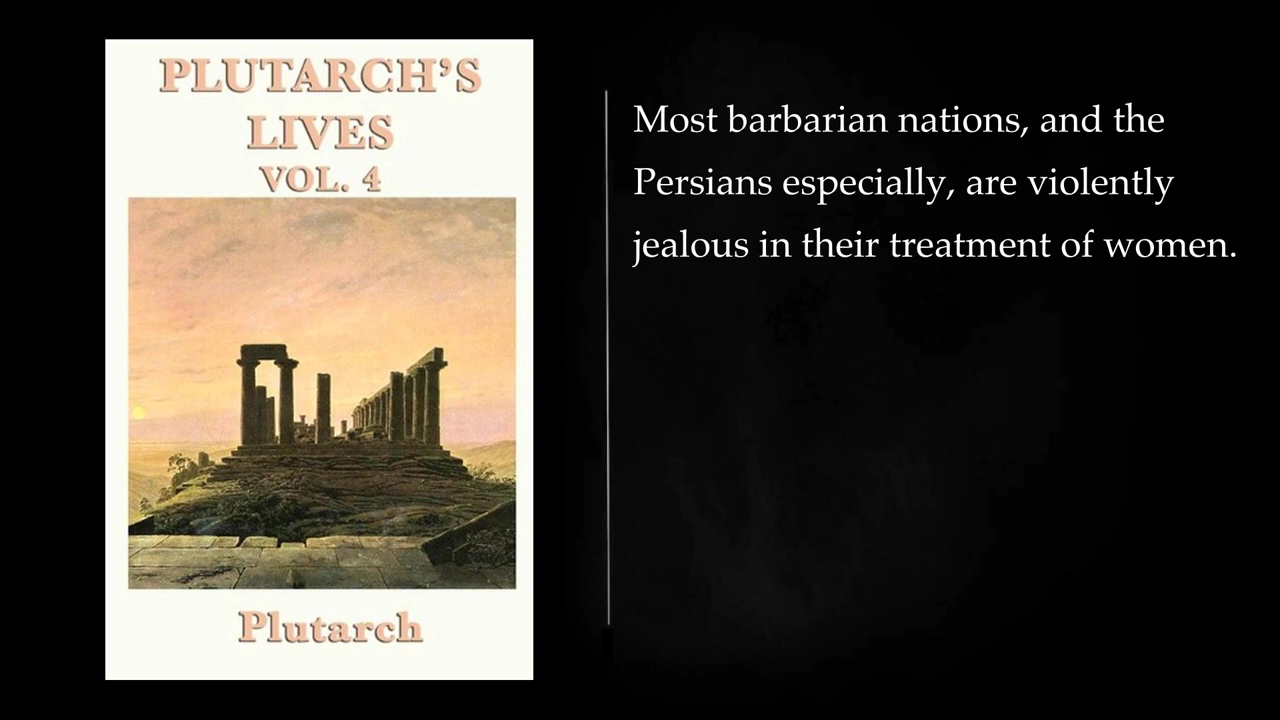 PLUTARCH'S
LIVES
VOL. 4
Plutarch
Most barbarian nations, and the
Persians especially, are violently
jealous in their treatment of women.